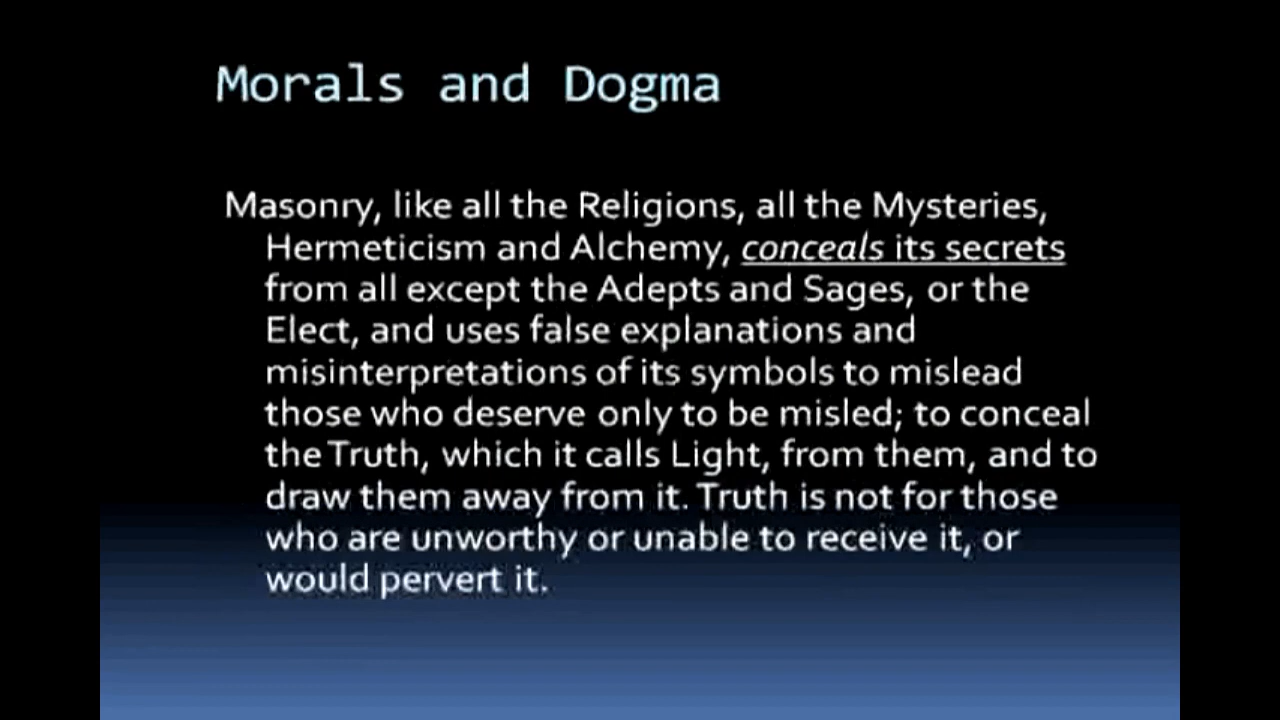 Morals and Dogma
Masonry, like all the Religions, all the Mysteries,
Hermeticism and Alchemy, conceals its secrets
from all except the Adepts and Sages, or the
Elect, and uses false explanations and
misinterpretations of its symbols to mislead
those who deserve only to be misled; to conceal
the Truth, which it calls Light, from them, and to
draw them away from it. Truth is not for those
who are unworthy or unable to receive it, or
would pervert it.